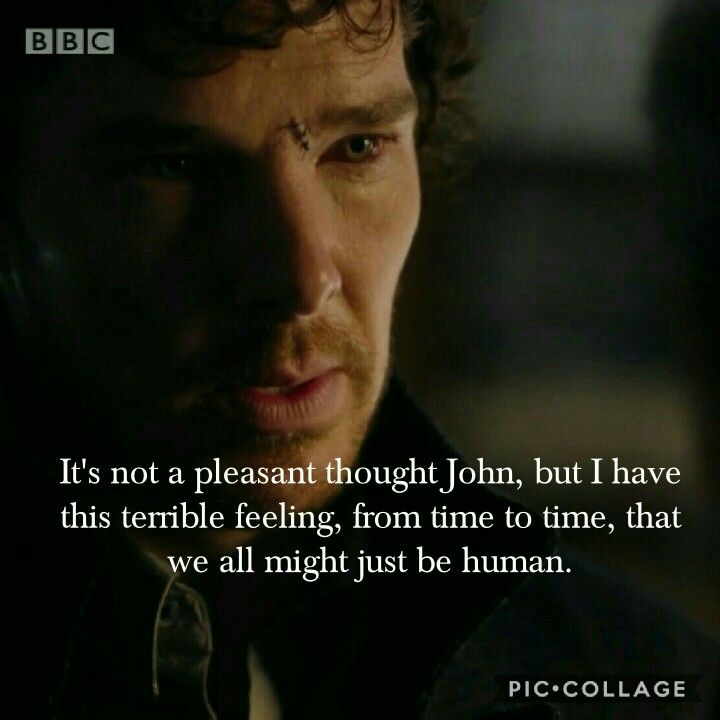 BBC
It's not a pleasant thought John, but I have
this terrible feeling, from time to time, that
we all might just be human.
PIC•COLLAGE